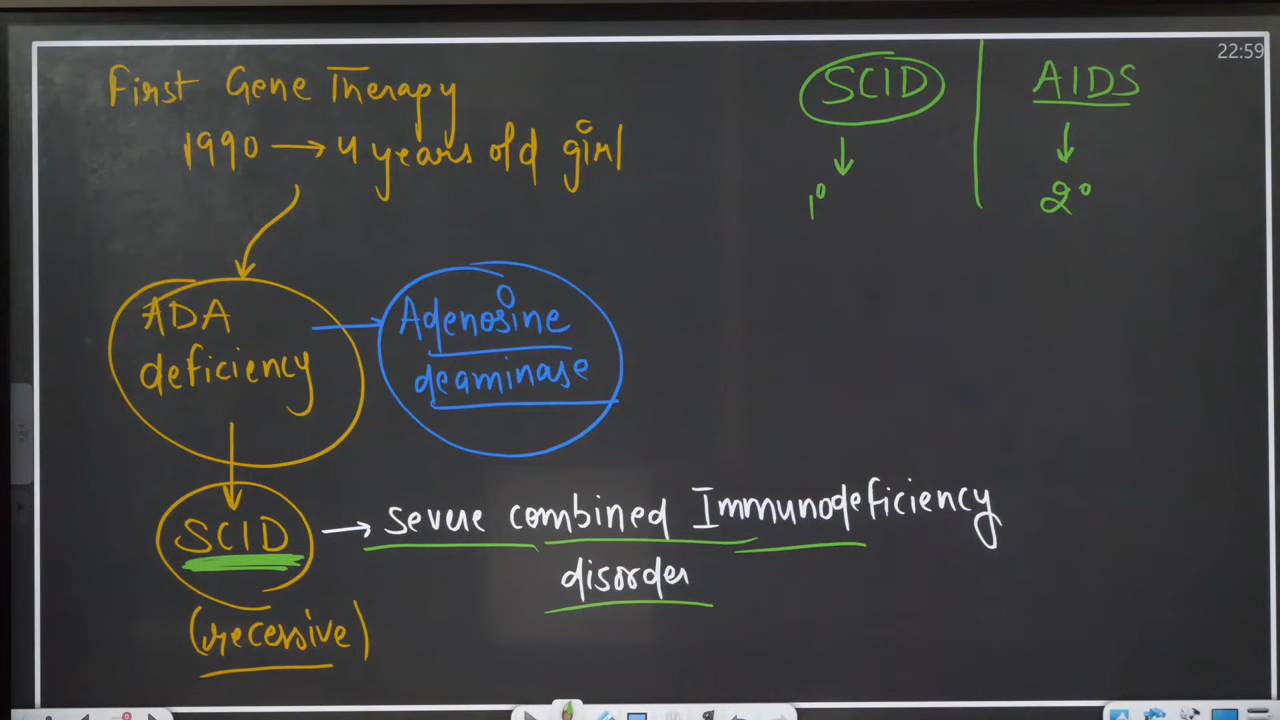 First Gene Therapy
1990 → 4 years old girl
ADA
deficiency
Adenosine
deaminase
SCID → severe combined Immunodeficiency
disorder
(recessive)
SCID
1°
AIDS
2°
22:59